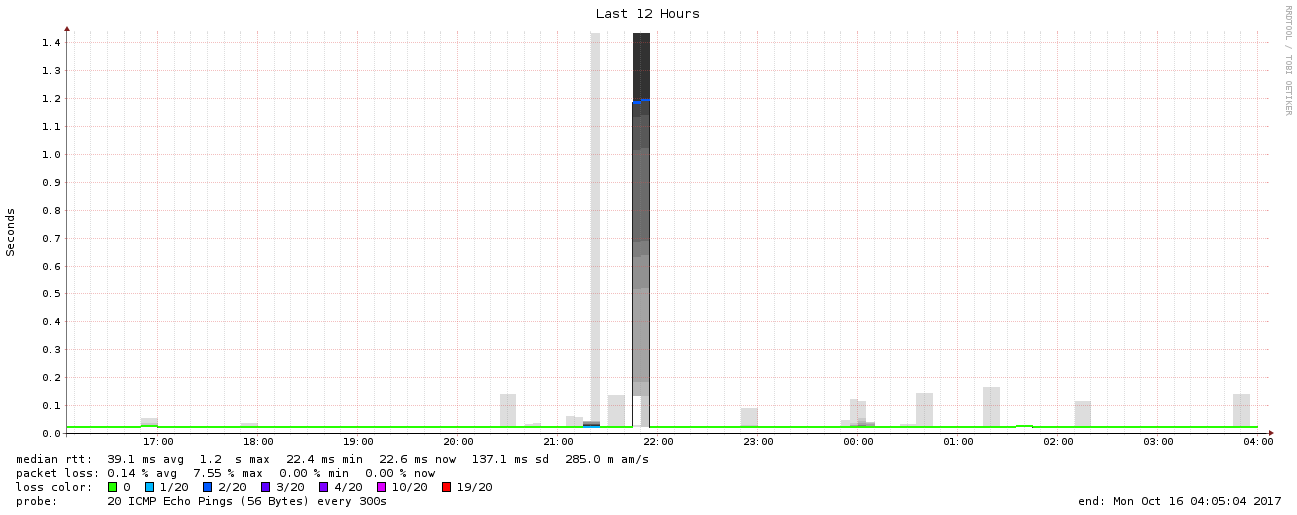 Last 12 Hours
RRDTOOL / TOBI OETIKER
Seconds
1.4
1.3
1.2
1.1
1.0
0.9
0.8
0.7
0.6
0.5
0.4
0.3
0.2
0.1
0.0
17:00 18:00 19:00 20:00 21:00 22:00 23:00 00:00 01:00 02:00 03:00 04:00
median rtt: 39.1 ms avg 1.2 s max 22.4 ms min 22.6 ms now 137.1 ms sd 285.0 m am/s
packet loss: 0.14 % avg 7.55 % max 0.00 % min 0.00 % now
loss color: 0 1/20 2/20 3/20 4/20 10/20 19/20
probe: 20 ICMP Echo Pings (56 Bytes) every 300s end: Mon Oct 16 04:05:04 2017